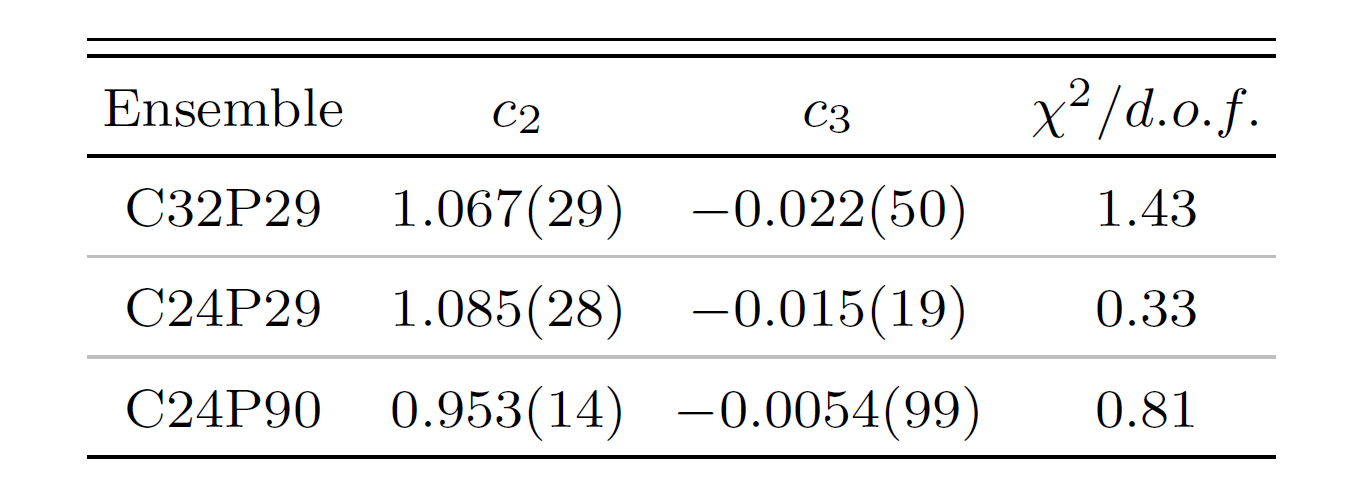 Ensemble c₂ c₃ χ²/d.o.f.
C32P29 1.067(29) −0.022(50) 1.43
C24P29 1.085(28) −0.015(19) 0.33
C24P90 0.953(14) −0.0054(99) 0.81